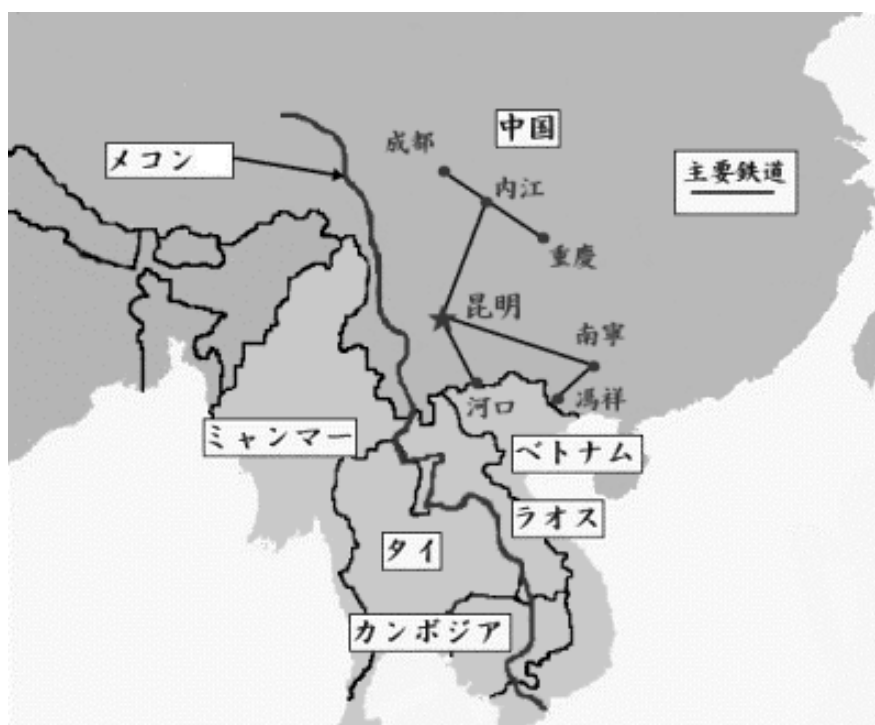 中国
成都
メコン
主要鉄道
内江
重慶
昆明
南寧
河口
馮祥
ミャンマー
ベトナム
ラオス
タイ
カンボジア